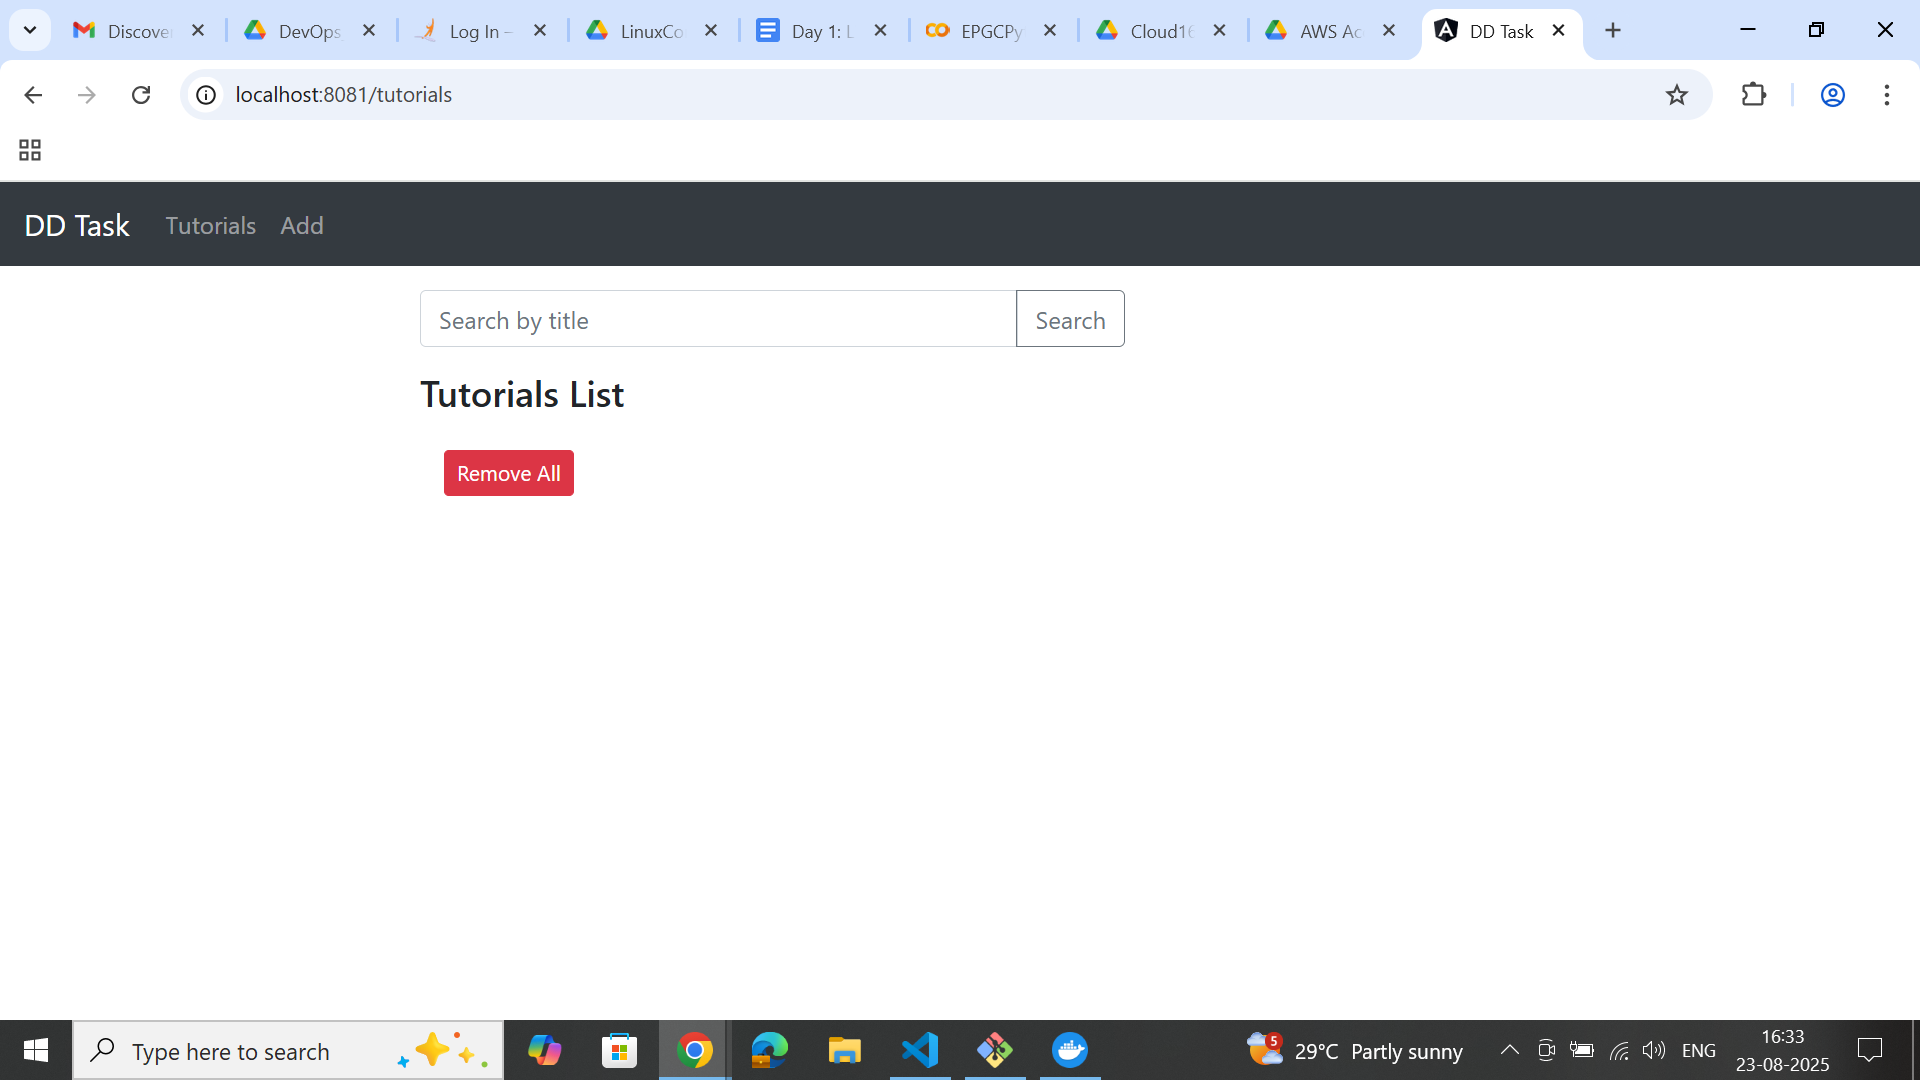 Discove
DevOps
Log In –
LinuxCo
Day 1: L
EPGCPy
Cloud16
AWS Ac
DD Task
localhost:8081/tutorials
DD Task
Tutorials
Add
Search by title
Search
Tutorials List
Remove All
Type here to search
5
29°C Partly sunny
ENG
16:33
23-08-2025